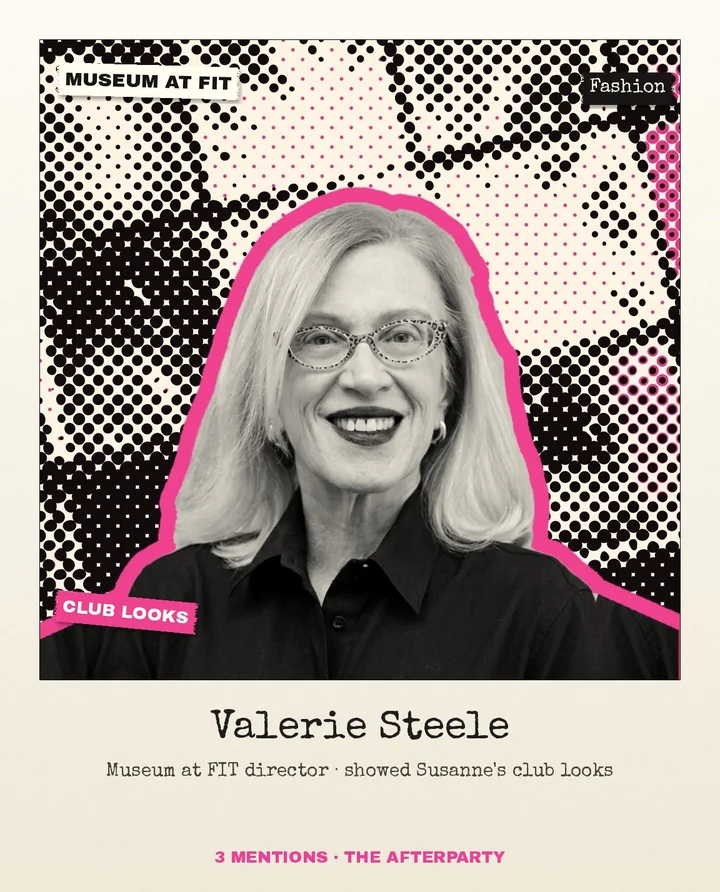 MUSEUM AT FIT
Fashion
CLUB LOOKS
Valerie Steele
Museum at FIT director · showed Susanne's club looks
3 MENTIONS · THE AFTERPARTY